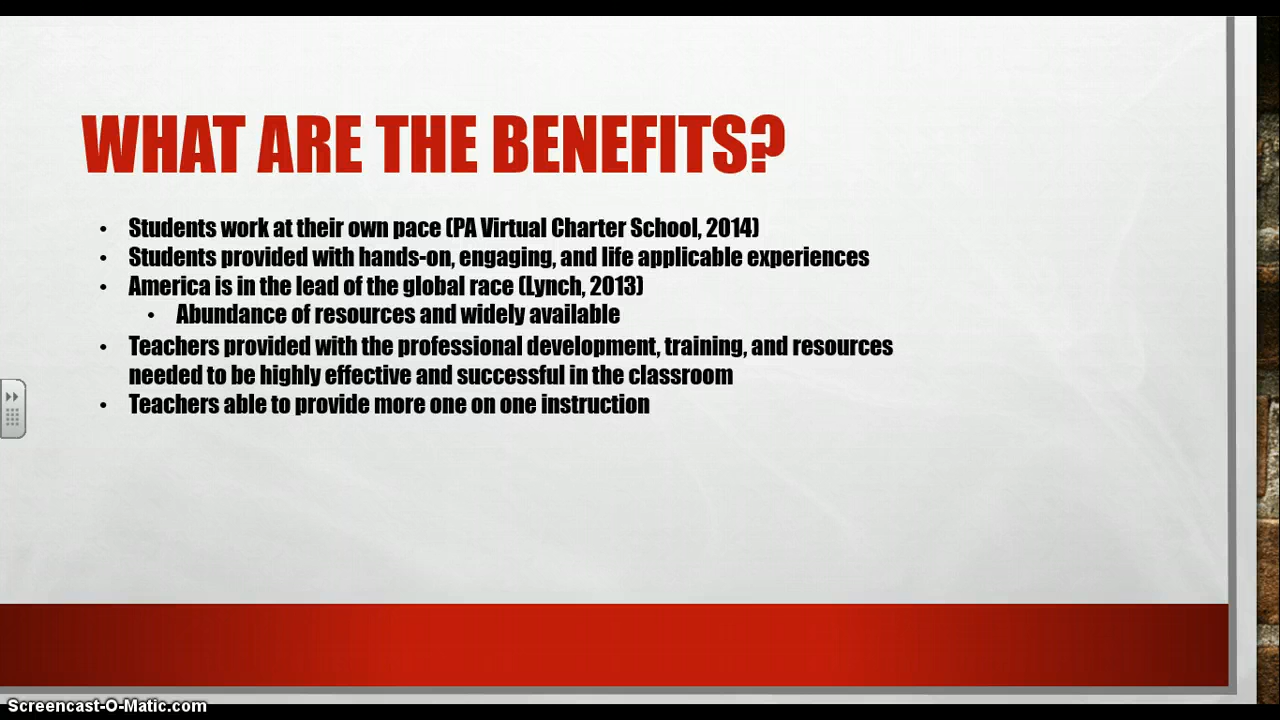 WHAT ARE THE BENEFITS?
• Students work at their own pace (PA Virtual Charter School, 2014)
• Students provided with hands-on, engaging, and life applicable experiences
• America is in the lead of the global race (Lynch, 2013)
• Abundance of resources and widely available
• Teachers provided with the professional development, training, and resources
needed to be highly effective and successful in the classroom
• Teachers able to provide more one on one instruction
Screencast-O-Matic.com